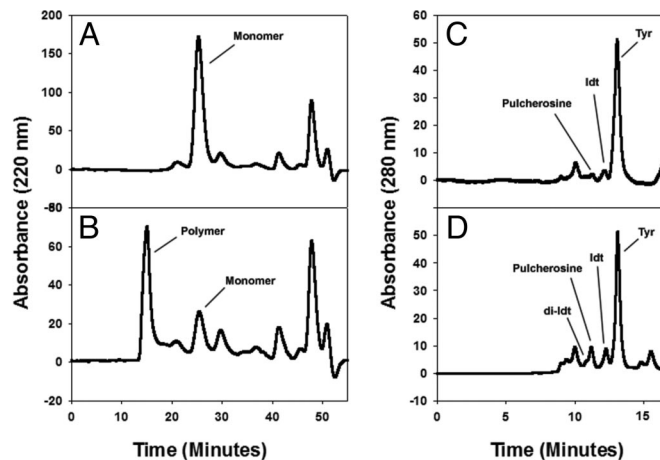 A
200
150
100
50
0
Monomer
Absorbance (220 nm)
-80
B
60
40
20
0
-20
Polymer
Monomer
0 10 20 30 40 50
Time (Minutes)
C
60
50
40
30
20
10
0
Tyr
Idt
Pulcherosine
Absorbance (280 nm)
D
50
40
30
20
10
0
-10
Tyr
Idt
Pulcherosine
di-Idt
0 5 10 15
Time (Minutes)